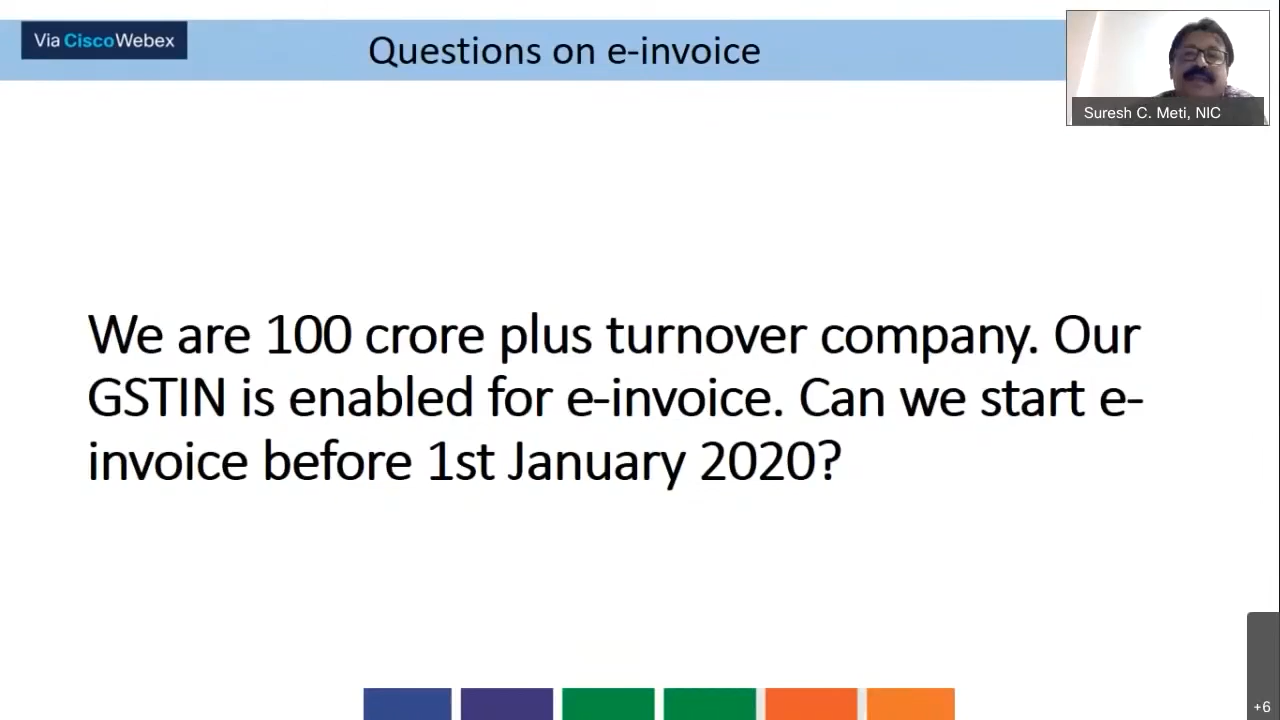 Via CiscoWebex
Questions on e-invoice
Suresh C. Meti, NIC
We are 100 crore plus turnover company. Our
GSTIN is enabled for e-invoice. Can we start e-
invoice before 1st January 2020?
+6